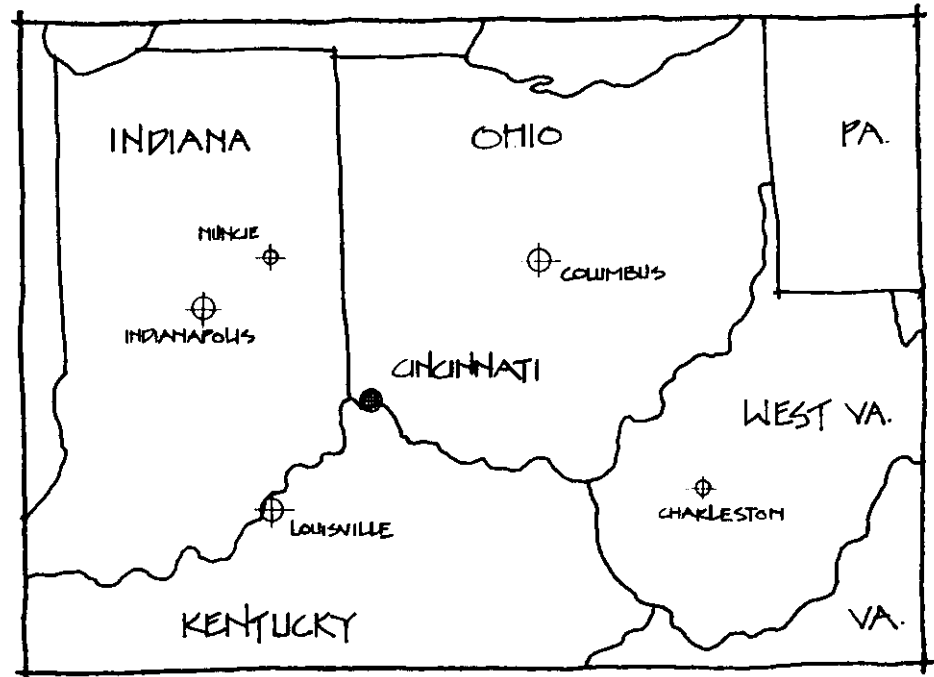 INDIANA
OHIO
PA.
MUNCIE
COLUMBUS
INDIANAPOLIS
CINCINNATI
WEST VA.
CHARLESTON
LOUISVILLE
KENTUCKY
VA.